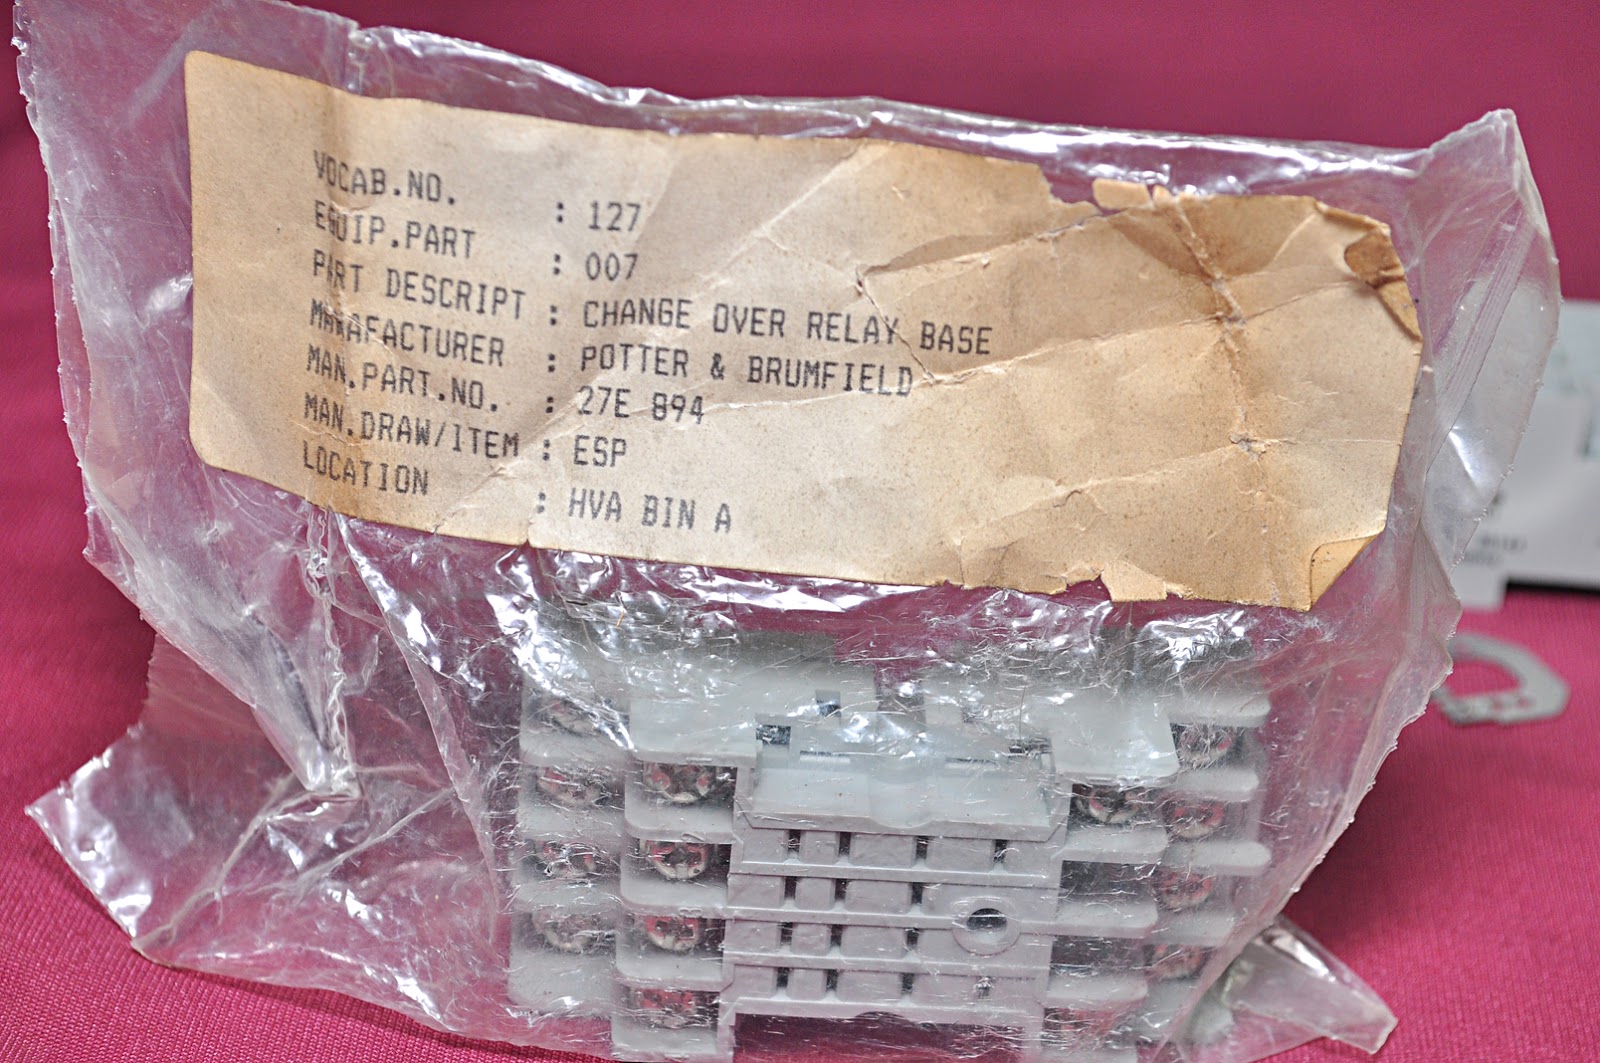 VOCAB.NO. : 127
EQUIP.PART : 007
PART DESCRIPT : CHANGE OVER RELAY BASE
MANAFACTURER : POTTER & BRUMFIELD
MAN.PART.NO. : 27E 894
MAN.DRAW/ITEM : ESP
LOCATION : HVA BIN A